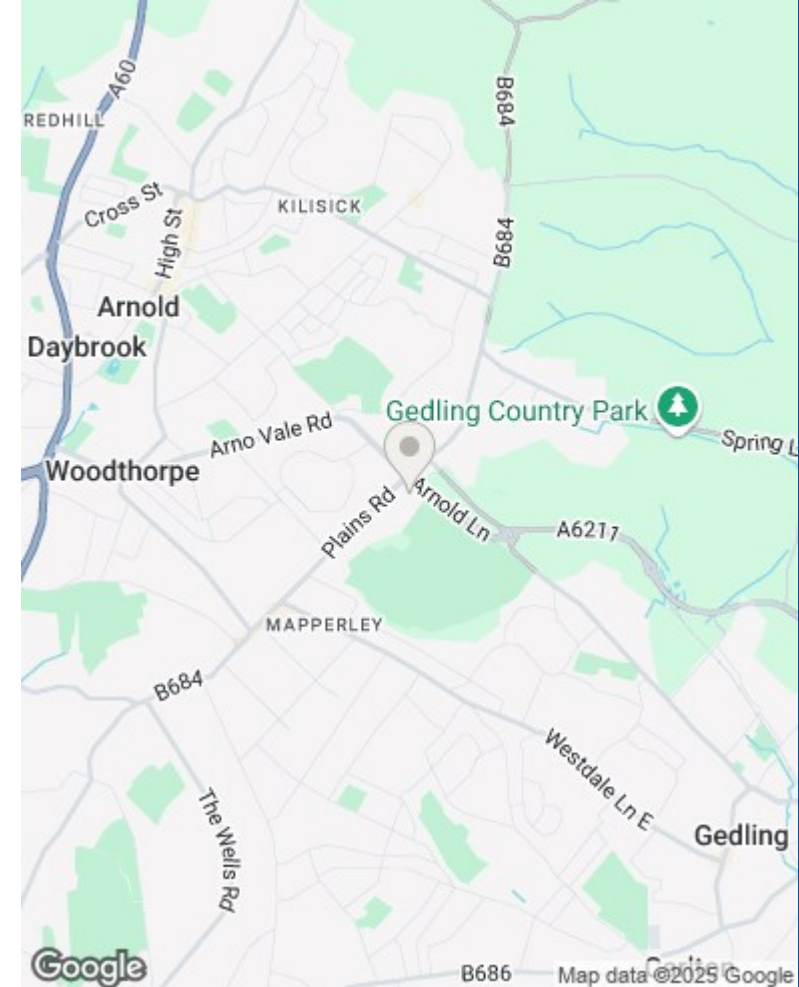 A60
B684
REDHILL
Cross St
KILISICK
High St
B684
Arnold
Daybrook
Gedling Country Park
Arno Vale Rd
Spring L
Woodthorpe
Arnold Ln
Plains Rd
A6211
MAPPERLEY
B684
Westdale Ln E
The Wells Rd
Gedling
Google
B686
Map data ©2025 Google